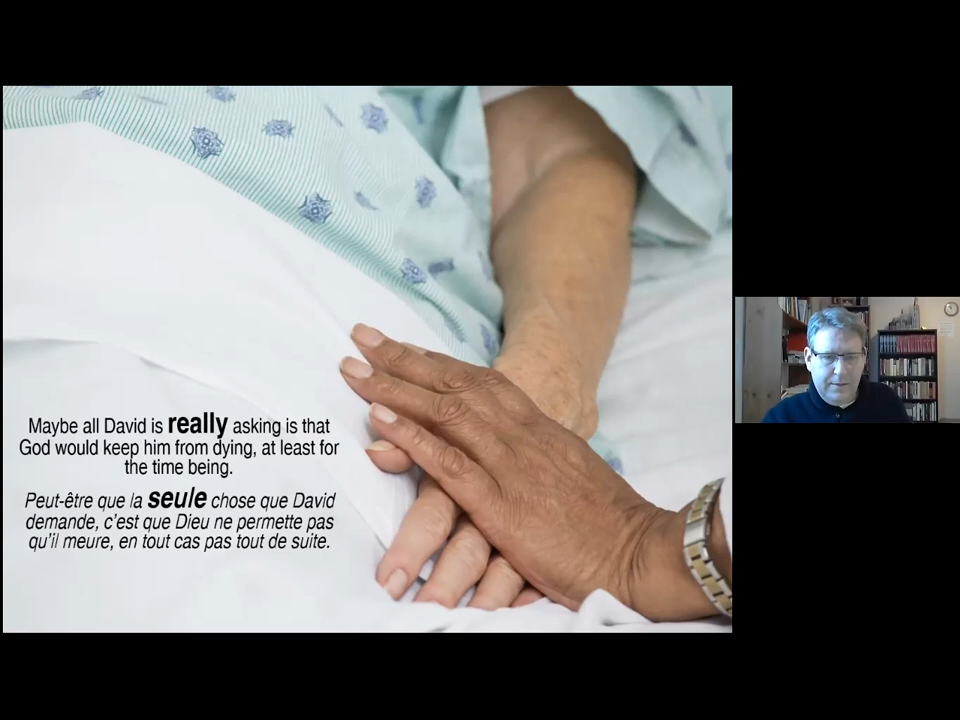 Maybe all David is really asking is that
God would keep him from dying, at least for
the time being.
Peut-être que la seule chose que David
demande, c'est que Dieu ne permette pas
qu'il meure, en tout cas pas tout de suite.